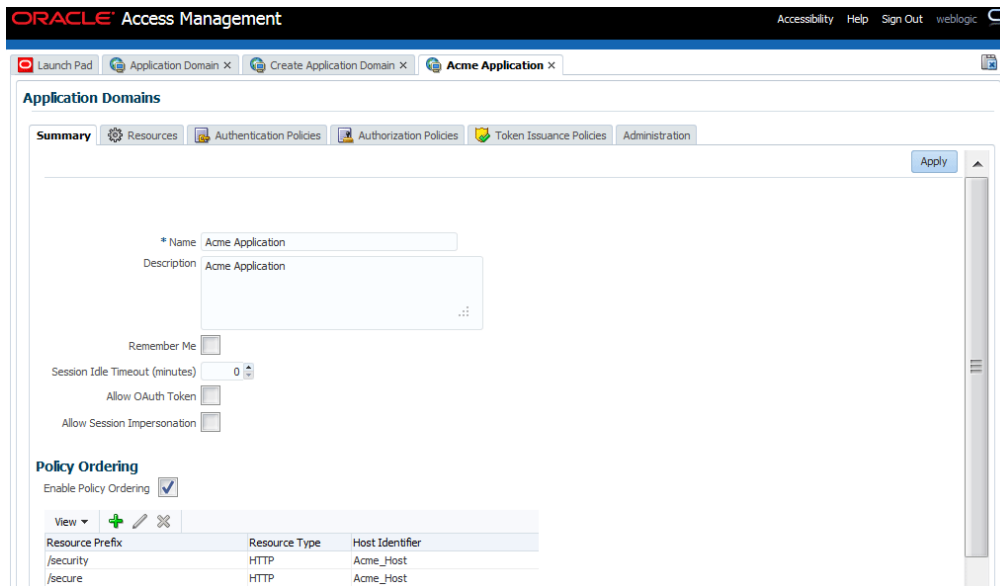 ORACLE Access Management
Accessibility Help Sign Out weblogic
Launch Pad Application Domain Create Application Domain Acme Application
Application Domains
Summary Resources Authentication Policies Authorization Policies Token Issuance Policies Administration
Apply
* Name Acme Application
Description Acme Application
Remember Me
Session Idle Timeout (minutes) 0
Allow OAuth Token
Allow Session Impersonation
Policy Ordering
Enable Policy Ordering
View
Resource Prefix Resource Type Host Identifier
/security HTTP Acme_Host
/secure HTTP Acme_Host